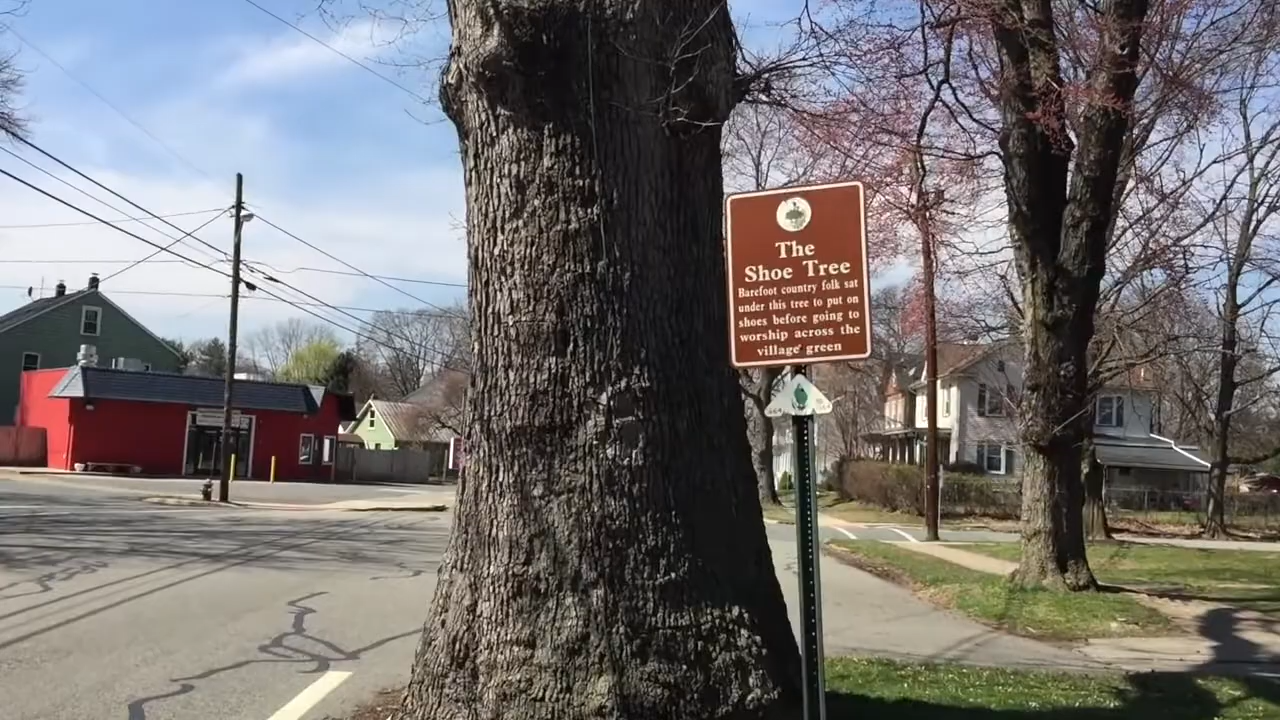 The
Shoe Tree
Barefoot country folk sat
under this tree to put on
shoes before going to
worship across the
village green